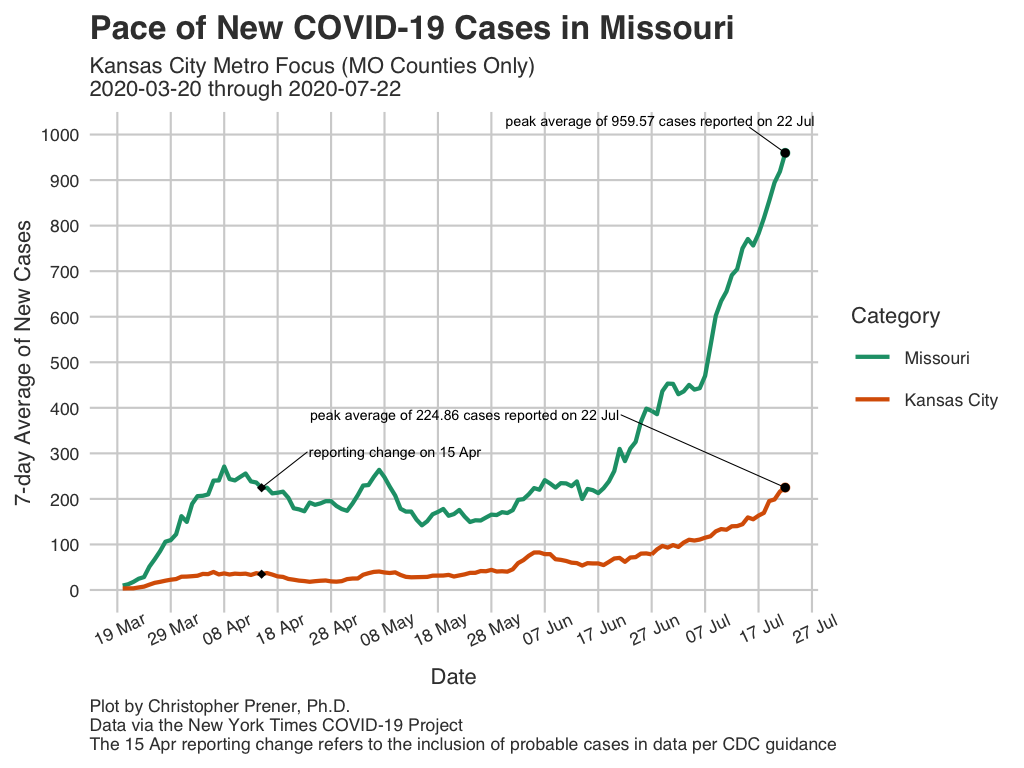 Pace of New COVID-19 Cases in Missouri
Kansas City Metro Focus (MO Counties Only)
2020-03-20 through 2020-07-22
peak average of 959.57 cases reported on 22 Jul
1000
900
800
700
600
500
400
300
200
100
0
7-day Average of New Cases
peak average of 224.86 cases reported on 22 Jul
reporting change on 15 Apr
Category
Missouri
Kansas City
19 Mar
29 Mar
08 Apr
18 Apr
28 Apr
08 May
18 May
28 May
07 Jun
17 Jun
27 Jun
07 Jul
17 Jul
27 Jul
Date
Plot by Christopher Prener, Ph.D.
Data via the New York Times COVID-19 Project
The 15 Apr reporting change refers to the inclusion of probable cases in data per CDC guidance